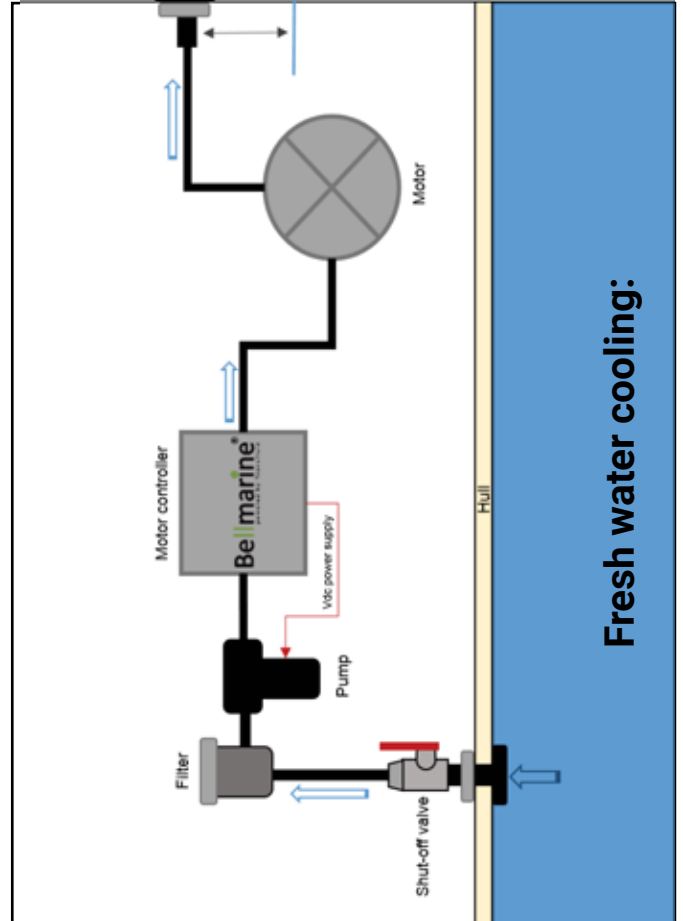 Motor controller
Filter
Bellmarine®
Vdc power supply
Pump
Motor
Shut-off valve
Hull
Fresh water cooling: